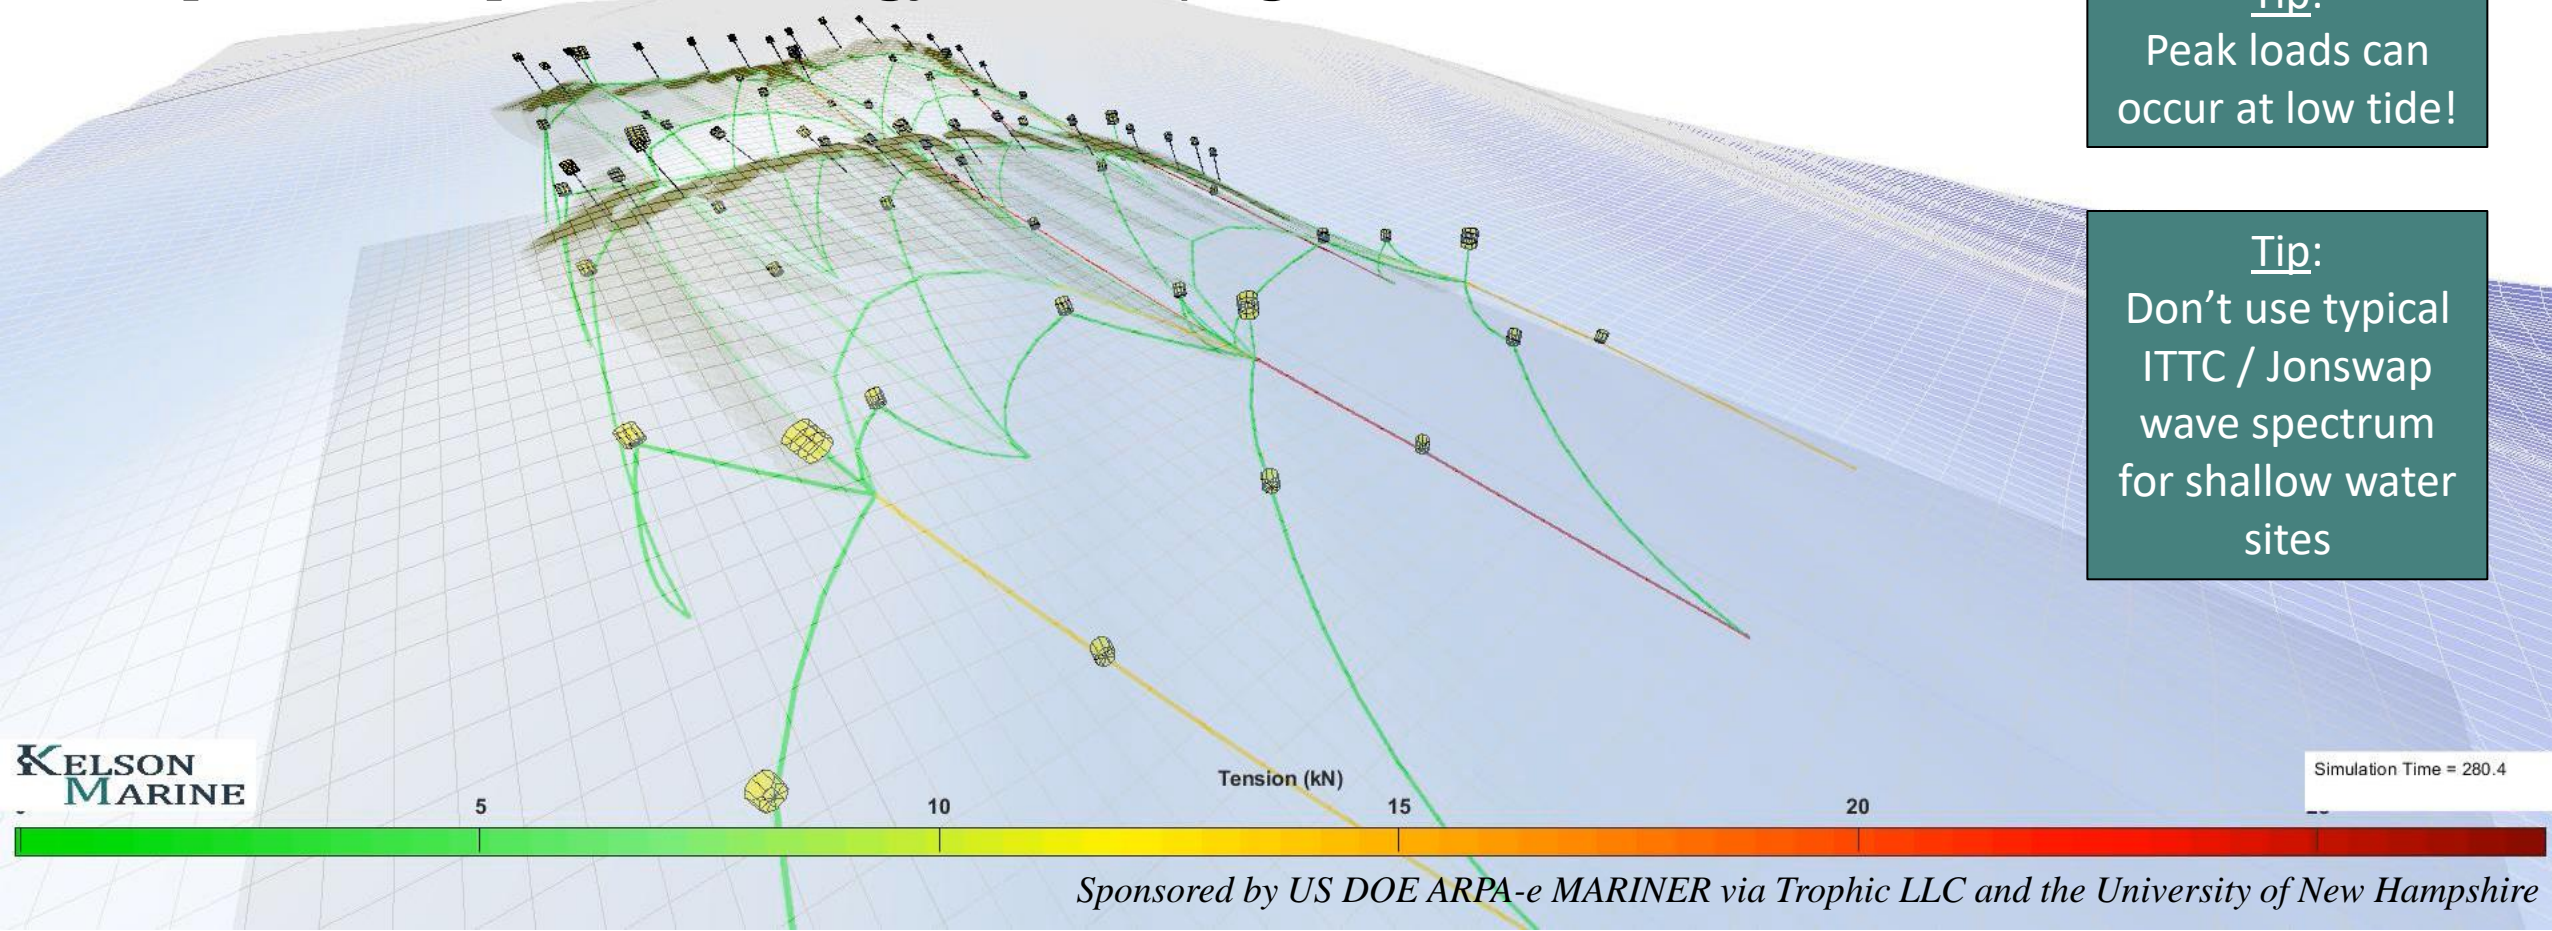 Tip:
Peak loads can
occur at low tide!
Tip:
Don’t use typical
ITTC / Jonswap
wave spectrum
for shallow water
sites
KELSON
MARINE
Simulation Time = 280.4
Tension (kN)
5 10 15 20
Sponsored by US DOE ARPA-e MARINER via Trophic LLC and the University of New Hampshire